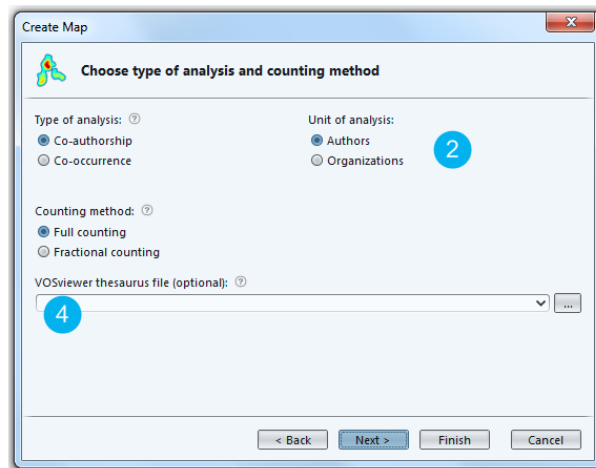 Create Map
Choose type of analysis and counting method
Type of analysis: ?
Unit of analysis:
Co-authorship
Authors
Co-occurrence
Organizations
2
Counting method: ?
Full counting
Fractional counting
VOSviewer thesaurus file (optional): ?
...
4
< Back Next > Finish Cancel